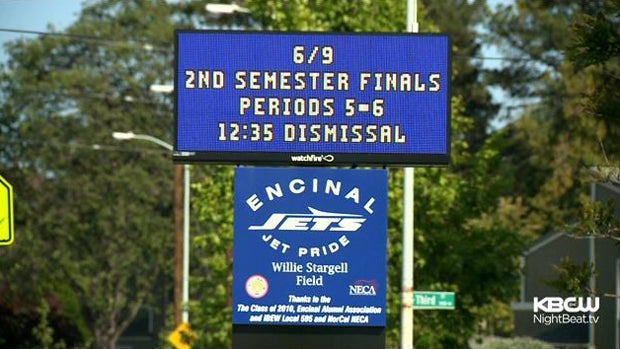 6/9
2ND SEMESTER FINALS
PERIODS 5-6
12:35 DISMISSAL
watchfire
ENCINAL
JETS
JET PRIDE
Willie Stargell
Field
NECA
Thanks to the
Class of 2010, Encinal Alumni Association
and IBEW Local 595 and NorCal NECA
Third
KBCW
NightBeat.tv